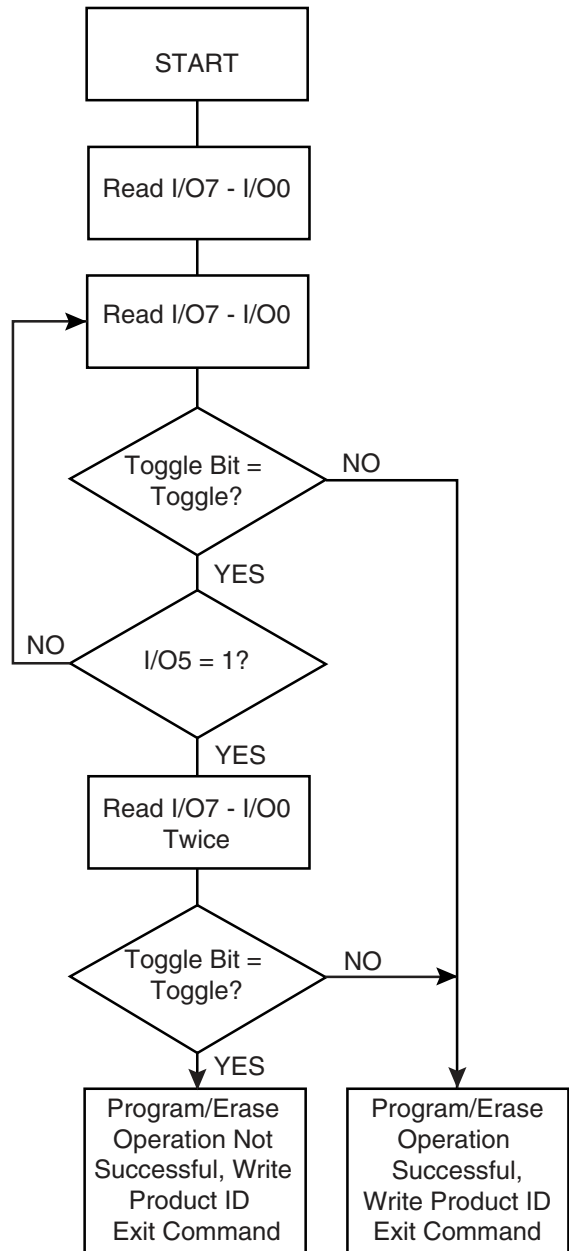 START
Read I/O7 - I/O0
Read I/O7 - I/O0
Toggle Bit =
Toggle?
NO
YES
NO
I/O5 = 1?
YES
Read I/O7 - I/O0
Twice
Toggle Bit =
Toggle?
NO
YES
Program/Erase
Operation Not
Successful, Write
Product ID
Exit Command
Program/Erase
Operation
Successful,
Write Product ID
Exit Command